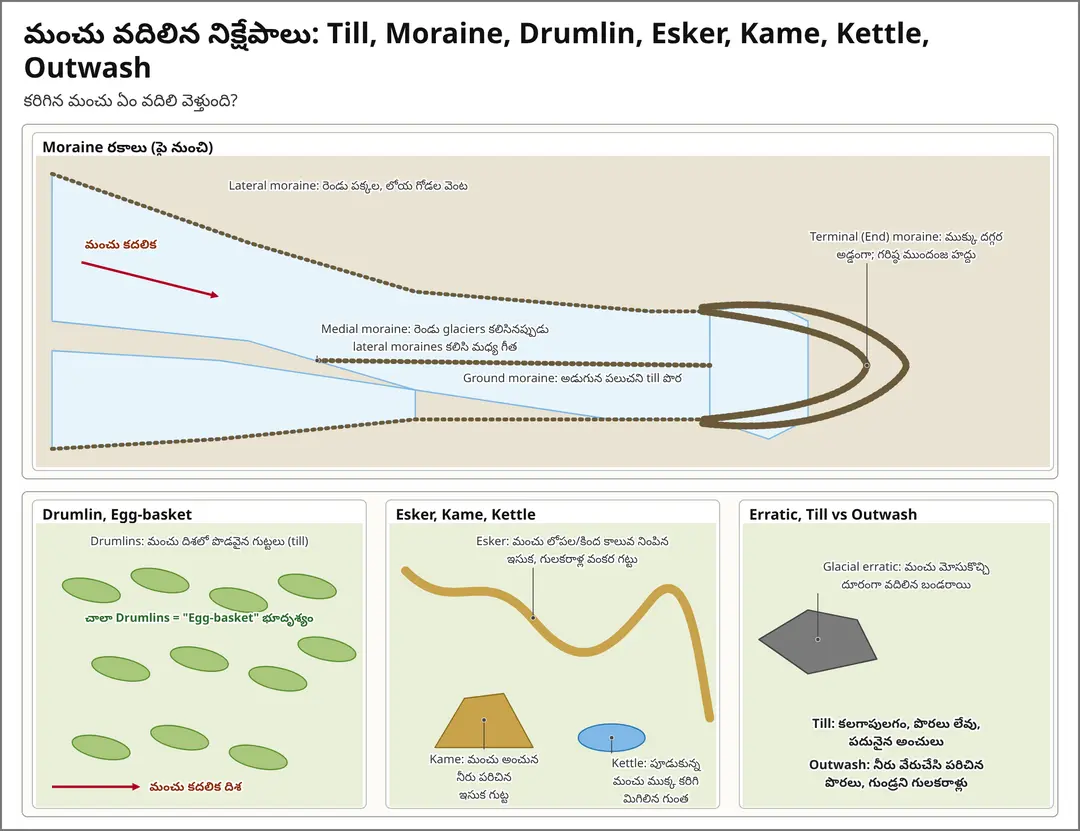 మంచు వదిలిన నిక్షేపాలు: Till, Moraine, Drumlin, Esker, Kame, Kettle,
Outwash
కరిగిన మంచు ఏం వదిలి వెళ్తుంది?
Moraine రకాలు (పై నుంచి)
Lateral moraine: రెండు పక్కల, లోయ గోడల వెంట
మంచు కదలిక
Terminal (End) moraine: ముక్కు దగ్గర
అడ్డంగా; గరిష్ఠ ముందంజ హద్దు
Medial moraine: రెండు glaciers కలిసినప్పుడు
lateral moraines కలిసి మధ్య గీత
Ground moraine: అడుగున పలుచని till పొర
Drumlin, Egg-basket
Drumlins: మంచు దిశలో పొడవైన గుట్టలు (till)
చాలా Drumlins = "Egg-basket" భూదృశ్యం
మంచు కదలిక దిశ
Esker, Kame, Kettle
Esker: మంచు లోపల/కింద కాలువ నింపిన
ఇసుక, గులకరాళ్ల వంకర గట్టు
Kame: మంచు అంచున
నీరు పరిచిన
ఇసుక గుట్ట
Kettle: పూడుకున్న
మంచు ముక్క కరిగి
మిగిలిన గుంత
Erratic, Till vs Outwash
Glacial erratic: మంచు మోసుకొచ్చి
దూరంగా వదిలిన బండరాయి
Till: కలగాపులగం, పొరలు లేవు,
పదునైన అంచులు
Outwash: నీరు వేరుచేసి పరిచిన
పొరలు, గుండ్రని గులకరాళ్లు